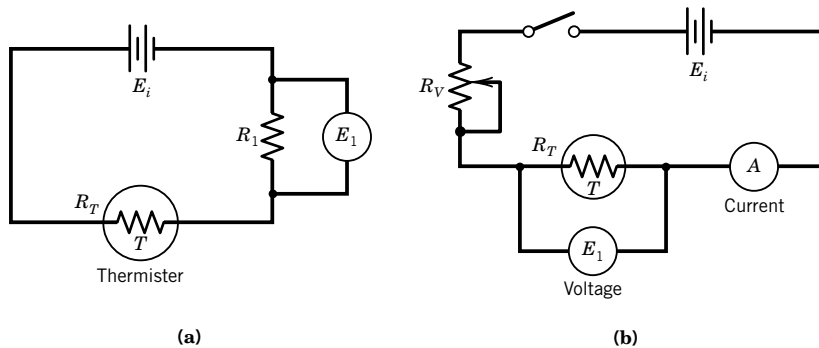 E_i
R_1
E_1
R_T
T
Thermister
(a)
E_i
R_V
R_T
T
A
Current
E_1
Voltage
(b)